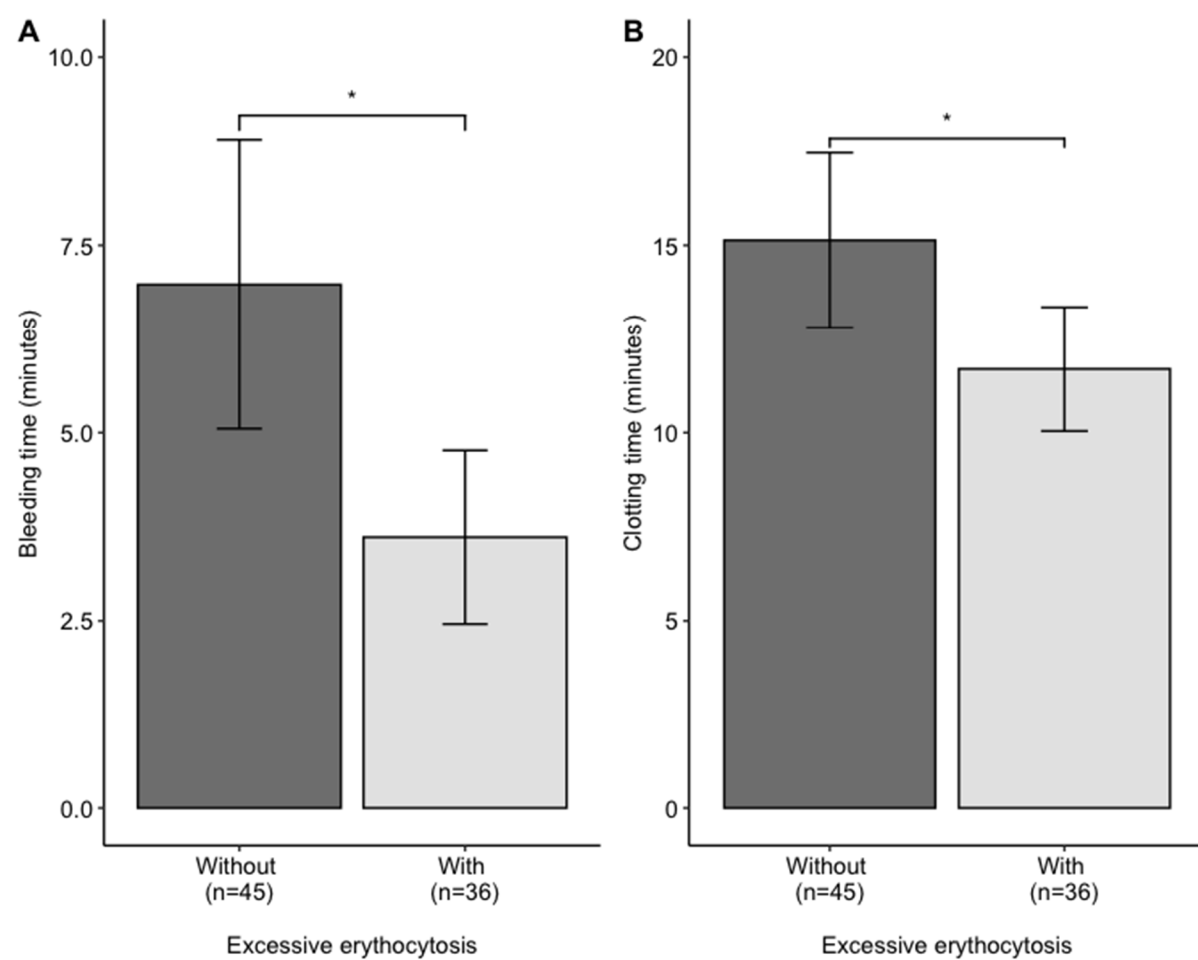 A
10.0
7.5
5.0
2.5
0.0
Bleeding time (minutes)
*
Without
(n=45)
With
(n=36)
Excessive erythocytosis
B
20
15
10
5
0
Clotting time (minutes)
*
Without
(n=45)
With
(n=36)
Excessive erythocytosis